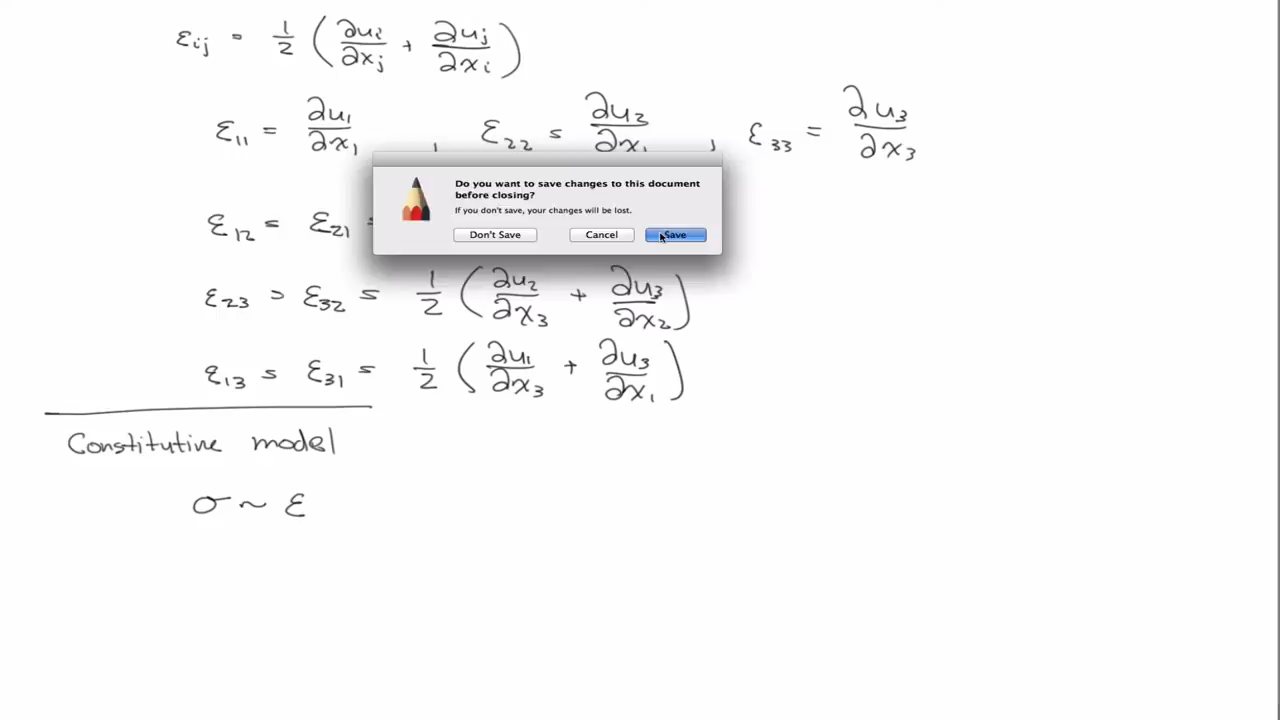 εij = 1/2 ( ∂ui/∂xj + ∂uj/∂xi )
ε11 = ∂u1/∂x1 , ε22 = ∂u2/∂x , ε33 = ∂u3/∂x3
Do you want to save changes to this document
before closing?
If you don't save, your changes will be lost.
Don't Save Cancel Save
ε12 = ε21 =
ε23 = ε32 = 1/2 ( ∂u2/∂x3 + ∂u3/∂x2 )
ε13 = ε31 = 1/2 ( ∂u1/∂x3 + ∂u3/∂x1 )
Constitutive model
σ ~ ε